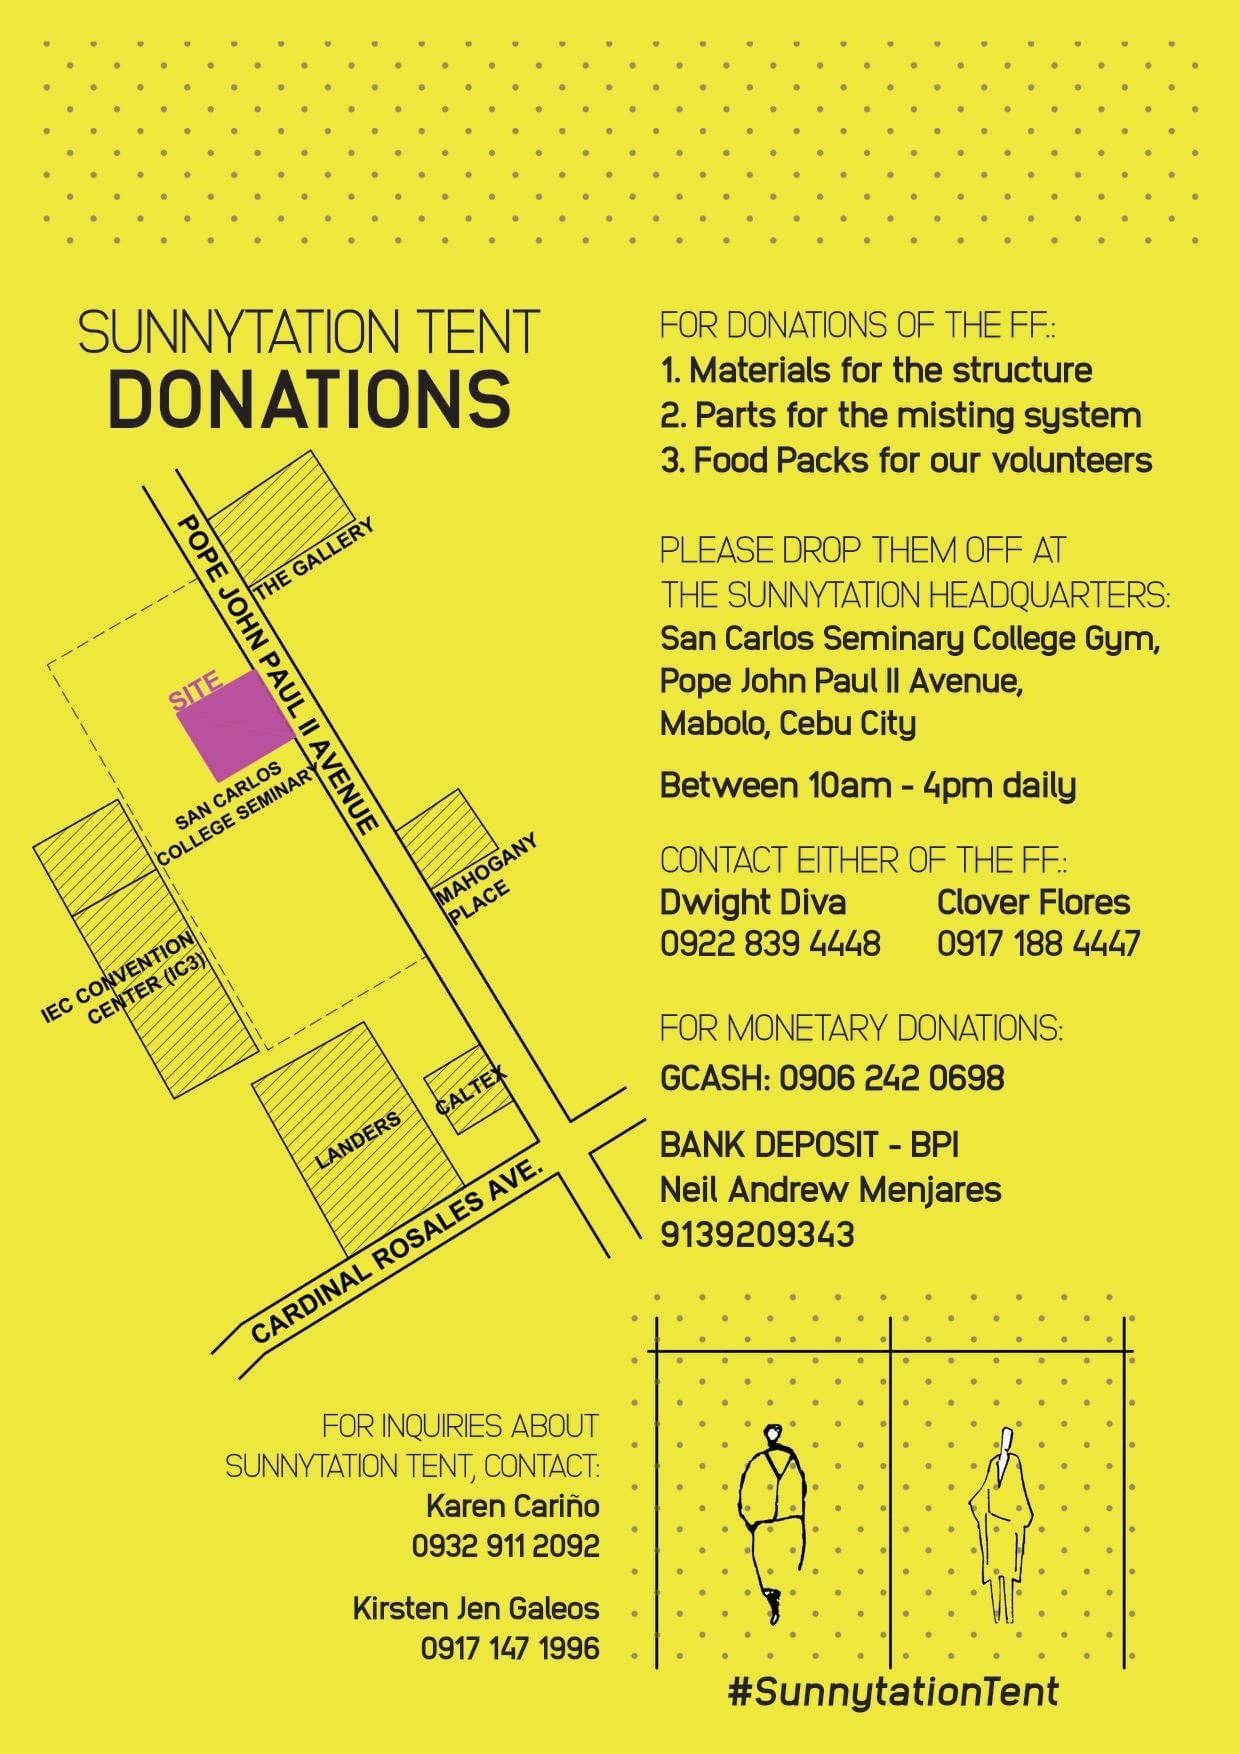 SUNNYTATION TENT
DONATIONS
POPE JOHN PAUL II AVENUE
THE GALLERY
SITE
SAN CARLOS
COLLEGE SEMINARY
MAHOGANY
PLACE
IEC CONVENTION
CENTER (IC3)
LANDERS
CALTEX
CARDINAL ROSALES AVE.
FOR DONATIONS OF THE FF.:
1. Materials for the structure
2. Parts for the misting system
3. Food Packs for our volunteers
PLEASE DROP THEM OFF AT
THE SUNNYTATION HEADQUARTERS:
San Carlos Seminary College Gym,
Pope John Paul II Avenue,
Mabolo, Cebu City
Between 10am - 4pm daily
CONTACT EITHER OF THE FF.:
Dwight Diva Clover Flores
0922 839 4448 0917 188 4447
FOR MONETARY DONATIONS:
GCASH: 0906 242 0698
BANK DEPOSIT - BPI
Neil Andrew Menjares
9139209343
FOR INQUIRIES ABOUT
SUNNYTATION TENT, CONTACT:
Karen Cariño
0932 911 2092
Kirsten Jen Galeos
0917 147 1996
#SunnytationTent